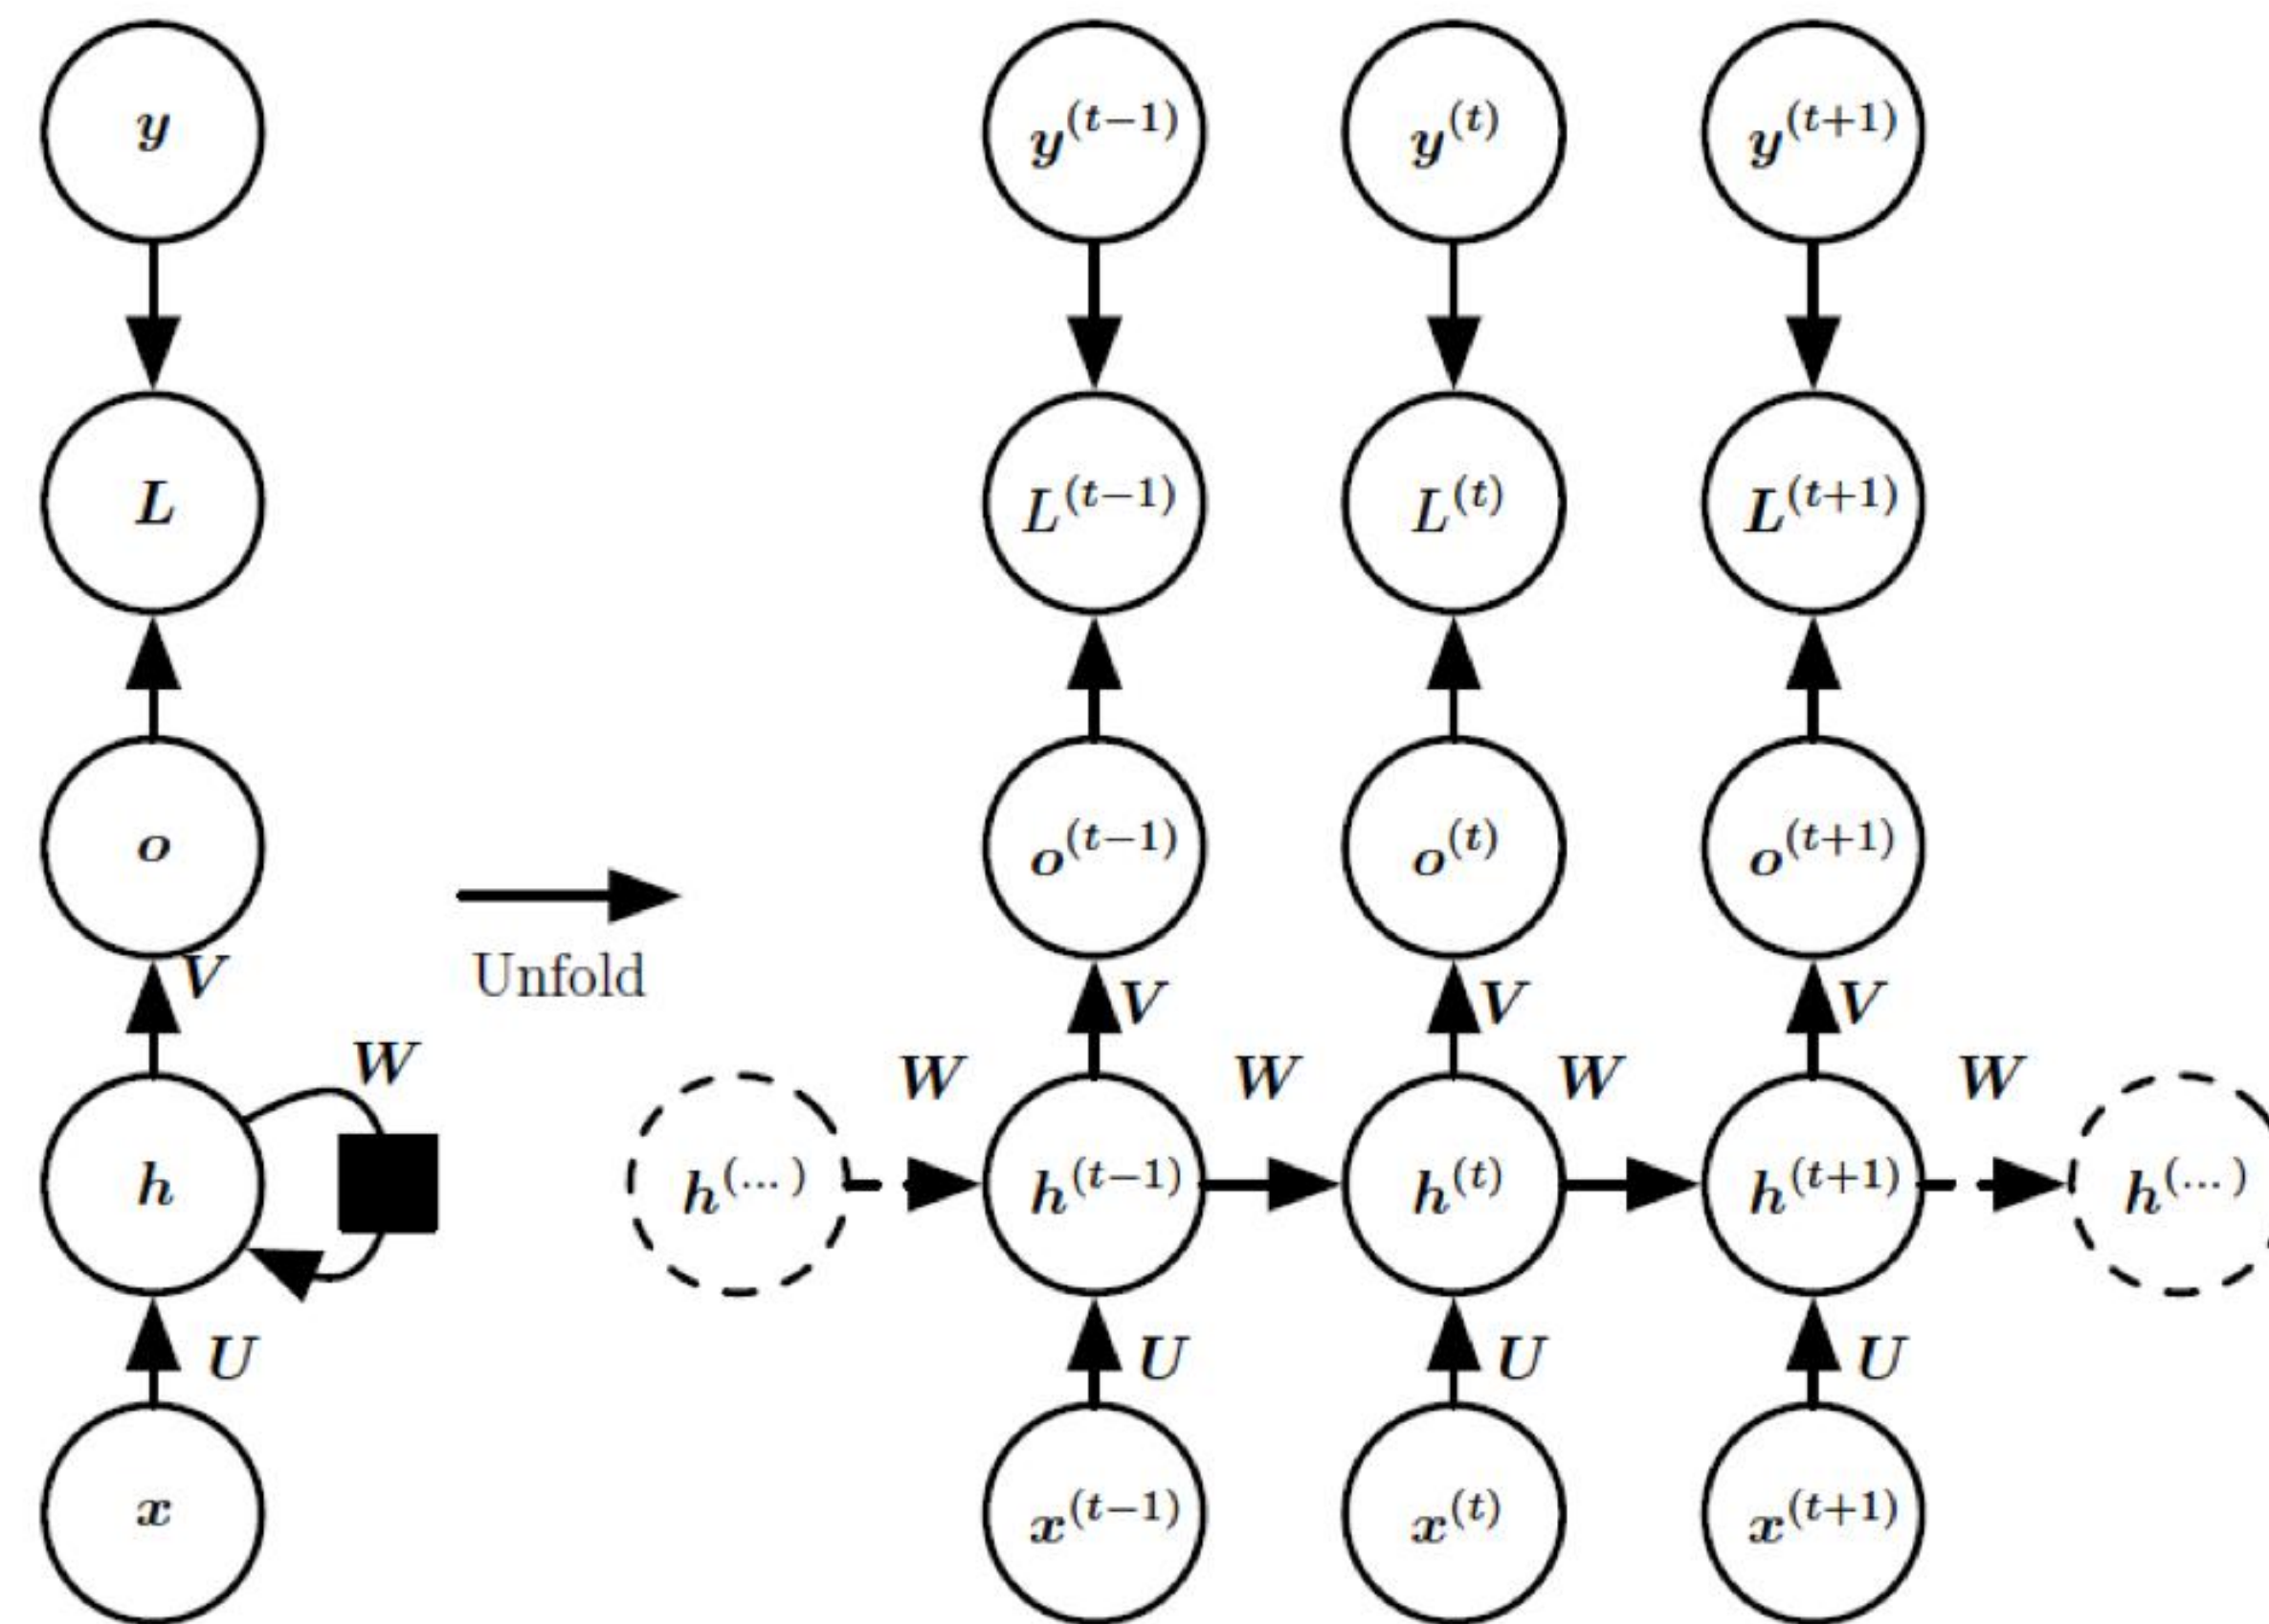 y y^{(t-1)} y^{(t)} y^{(t+1)}
L L^{(t-1)} L^{(t)} L^{(t+1)}
o o^{(t-1)} o^{(t)} o^{(t+1)}
Unfold
V V V V
W W W W W
h h^{(...)} h^{(t-1)} h^{(t)} h^{(t+1)} h^{(...)}
U U U U
x x^{(t-1)} x^{(t)} x^{(t+1)}